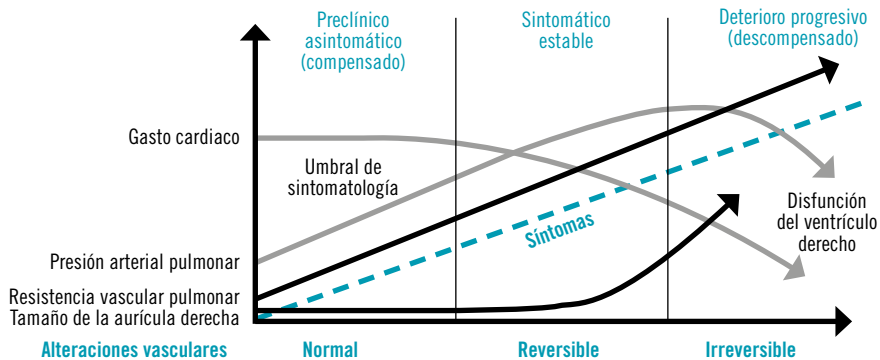 Preclínico
asintomático
(compensado)
Sintomático
estable
Deterioro progresivo
(descompensado)
Gasto cardiaco
Umbral de
sintomatología
Síntomas
Disfunción
del ventrículo
derecho
Presión arterial pulmonar
Resistencia vascular pulmonar
Tamaño de la aurícula derecha
Alteraciones vasculares
Normal
Reversible
Irreversible